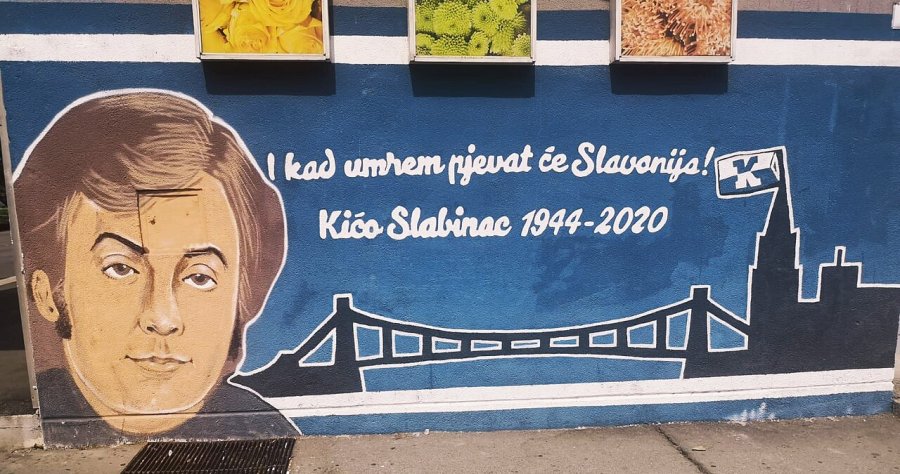 I kad umrem pjevat će Slavonija!
Kićo Slabinac 1944-2020
K